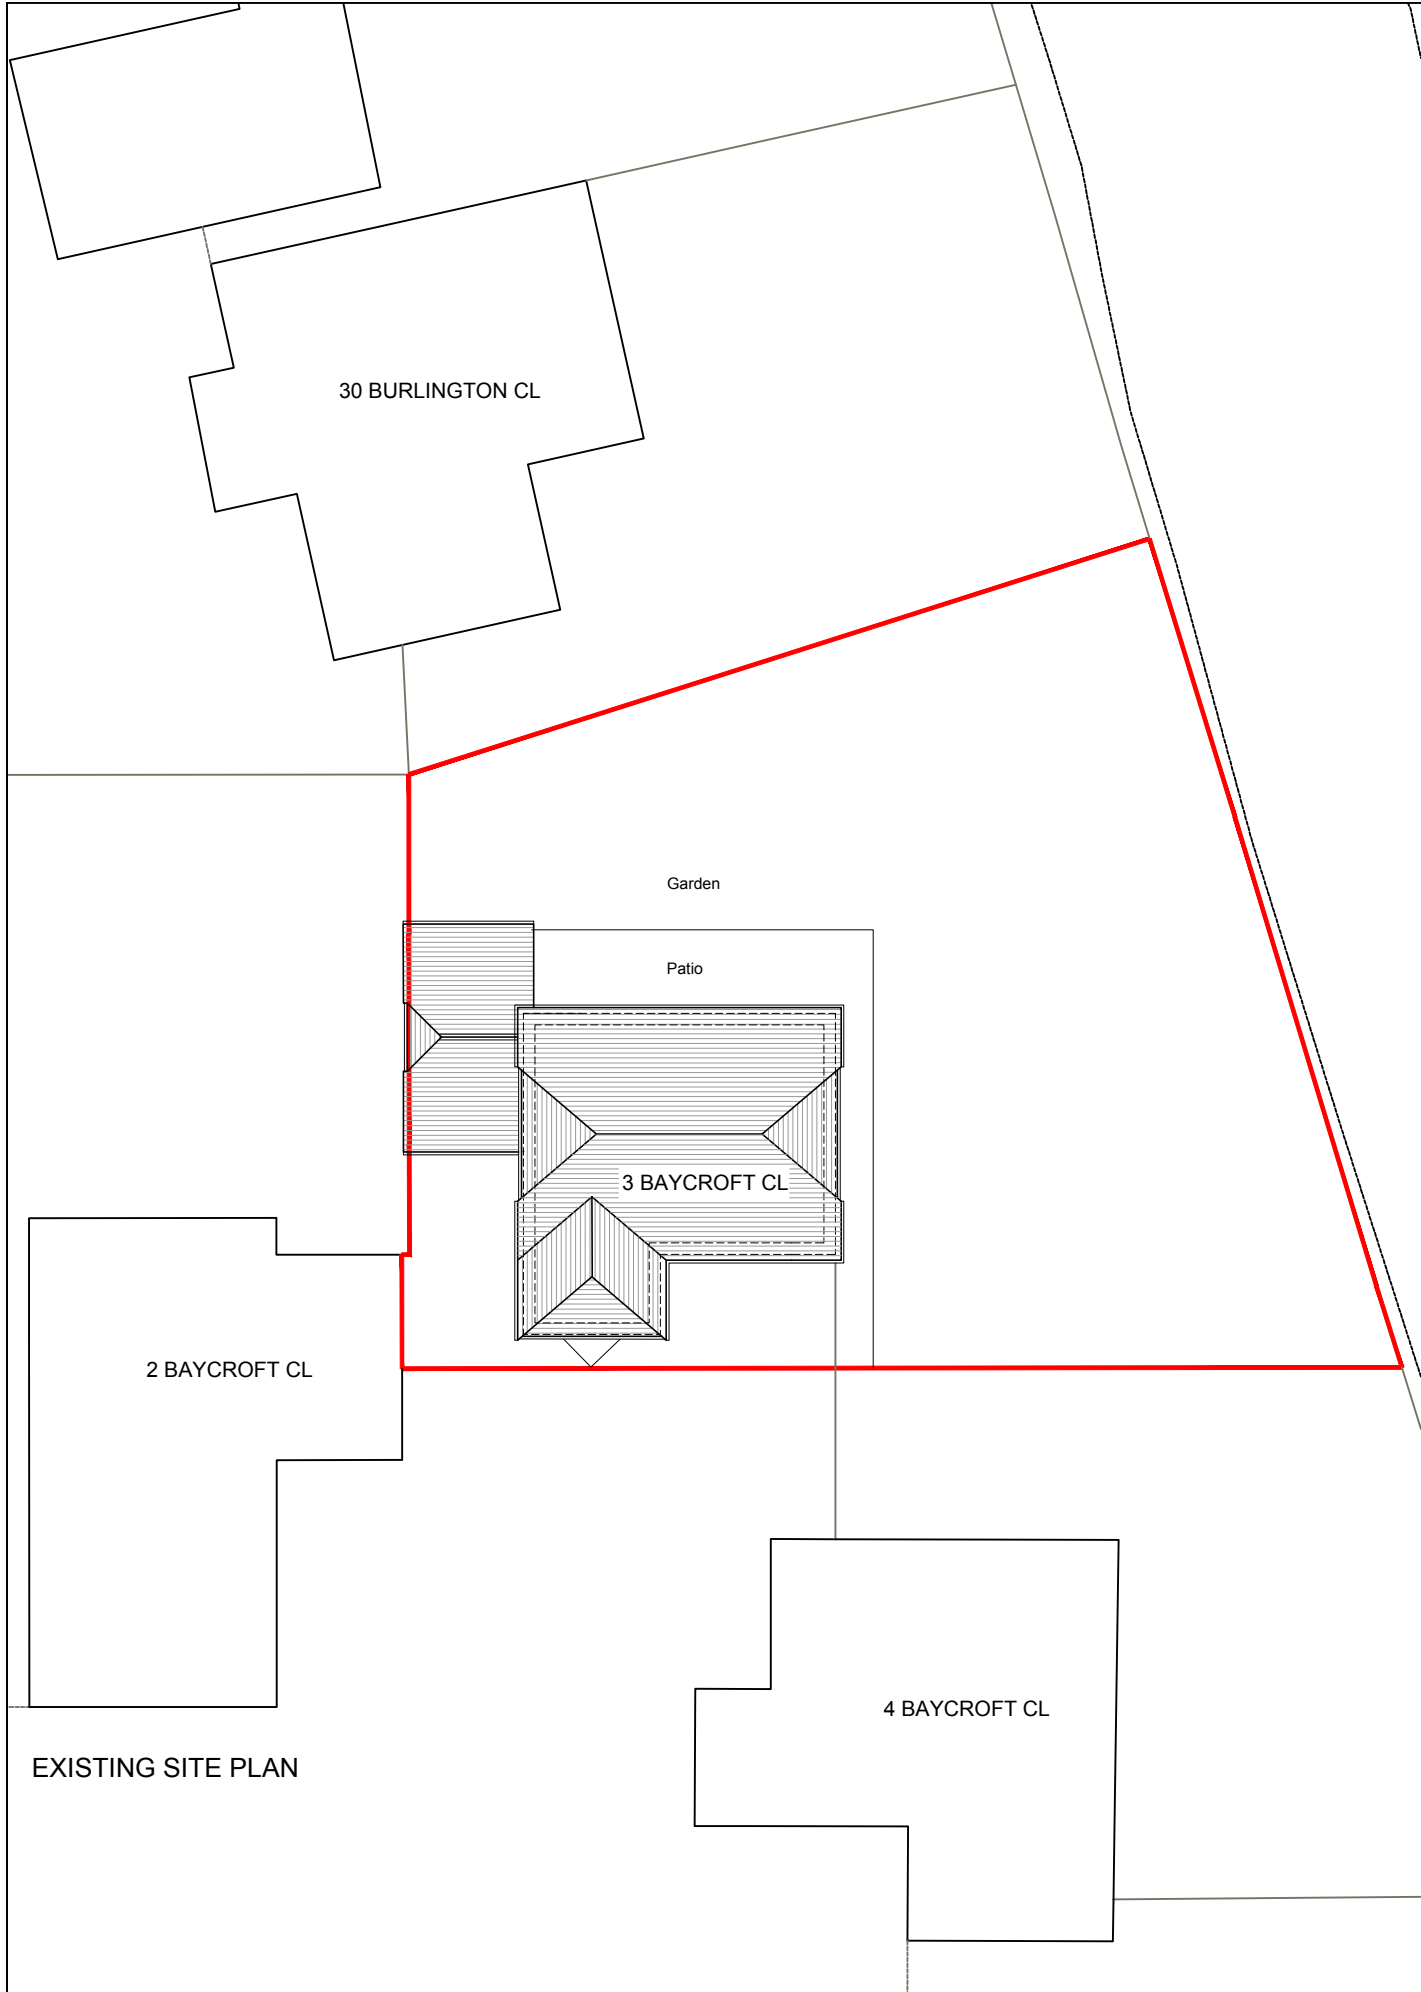 30 BURLINGTON CL
Garden
Patio
3 BAYCROFT CL
2 BAYCROFT CL
4 BAYCROFT CL
EXISTING SITE PLAN